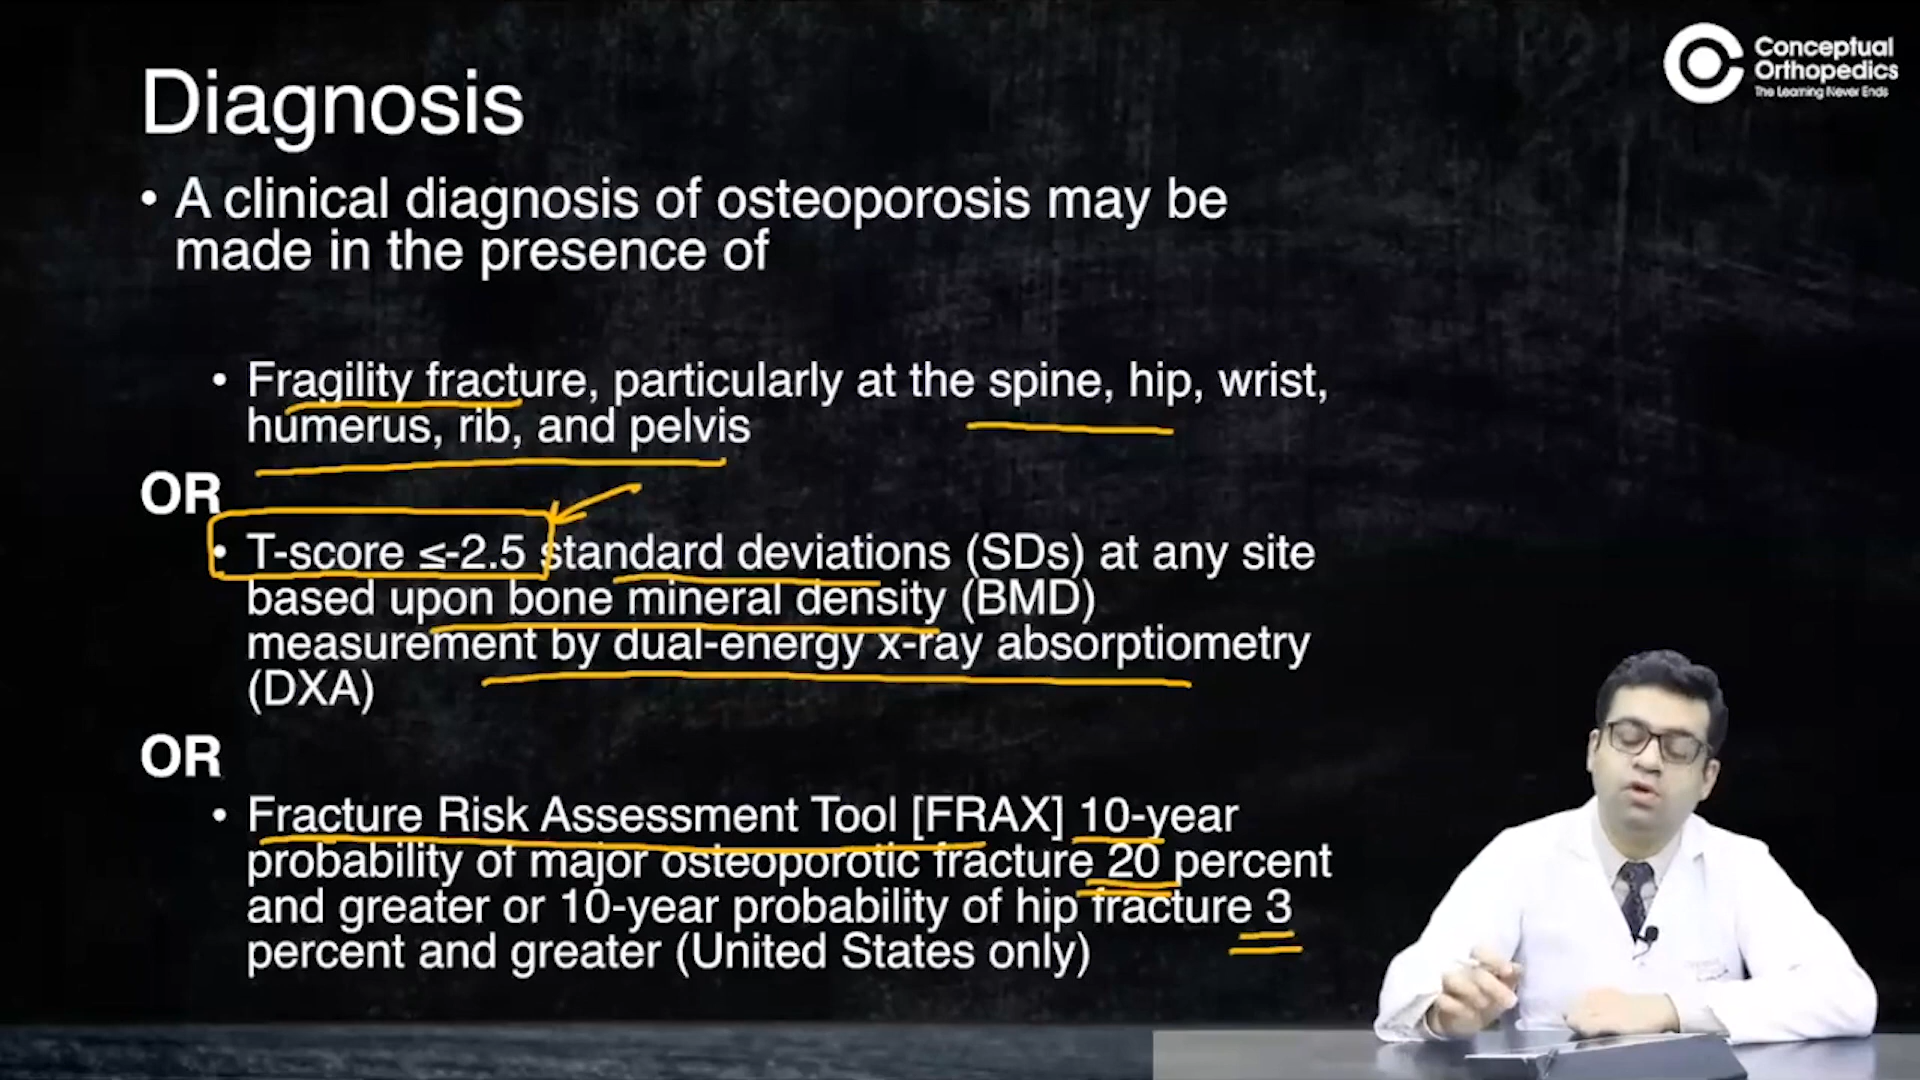 Conceptual
Orthopedics
The Learning Never Ends
Diagnosis
• A clinical diagnosis of osteoporosis may be
made in the presence of
• Fragility fracture, particularly at the spine, hip, wrist,
humerus, rib, and pelvis
OR
• T-score ≤-2.5 standard deviations (SDs) at any site
based upon bone mineral density (BMD)
measurement by dual-energy x-ray absorptiometry
(DXA)
OR
• Fracture Risk Assessment Tool [FRAX] 10-year
probability of major osteoporotic fracture 20 percent
and greater or 10-year probability of hip fracture 3
percent and greater (United States only)